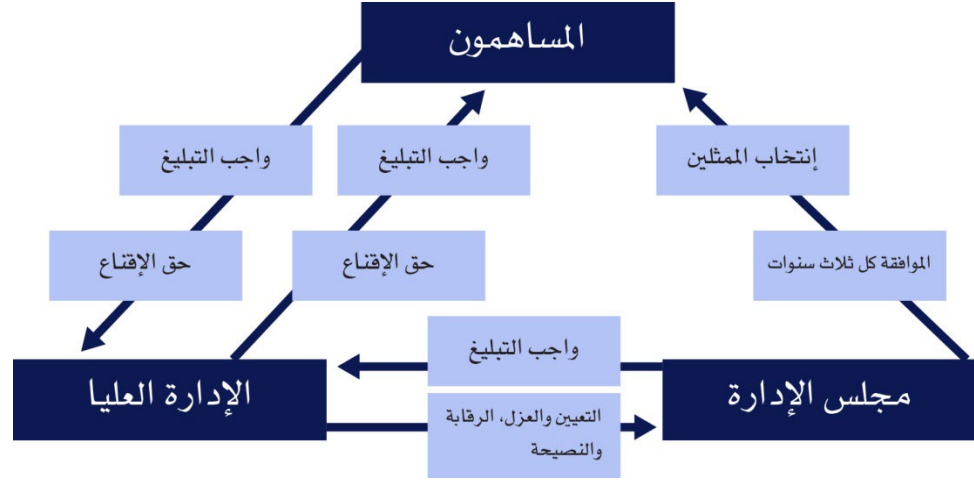 المساهمون
إنتخاب الممثلين
واجب التبليغ
واجب التبليغ
الموافقة كل ثلاث سنوات
حق الإقناع
حق الإقناع
واجب التبليغ
مجلس الإدارة
الإدارة العليا
التعيين والعزل، الرقابة
والنصيحة